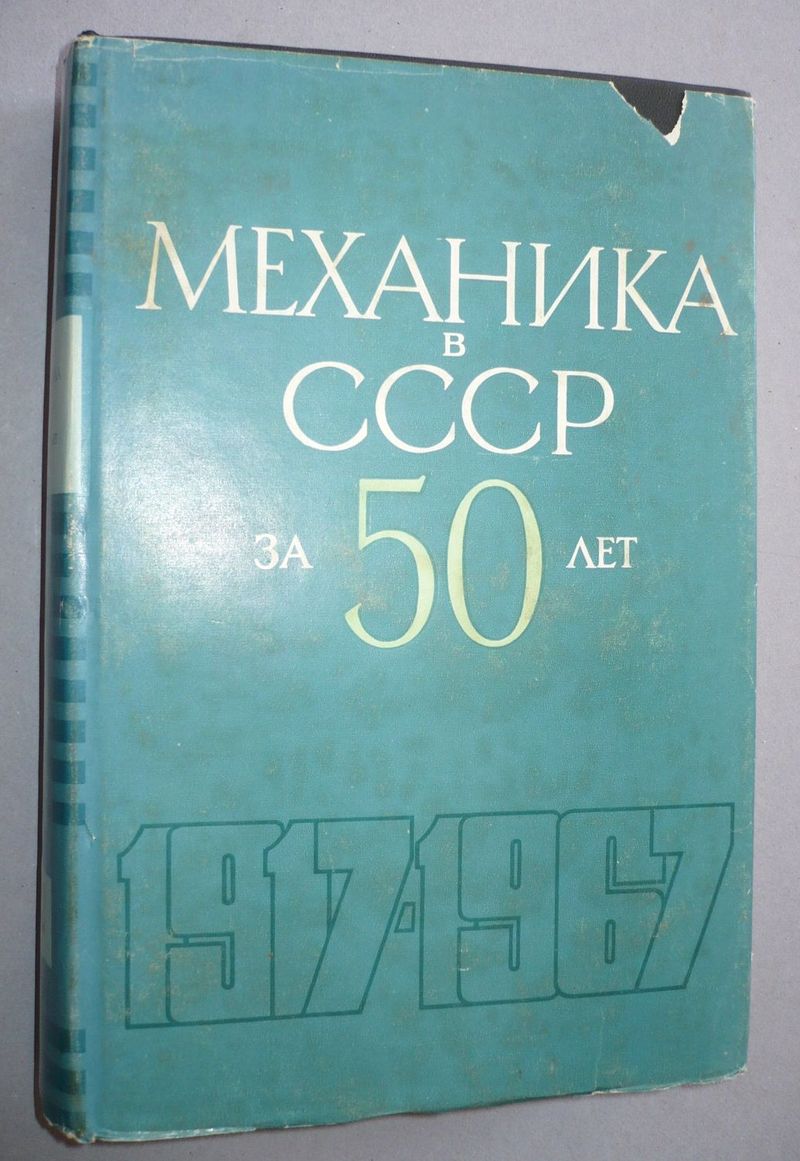 МЕХАНИКА
в
СССР
ЗА 50 ЛЕТ
1917-1967